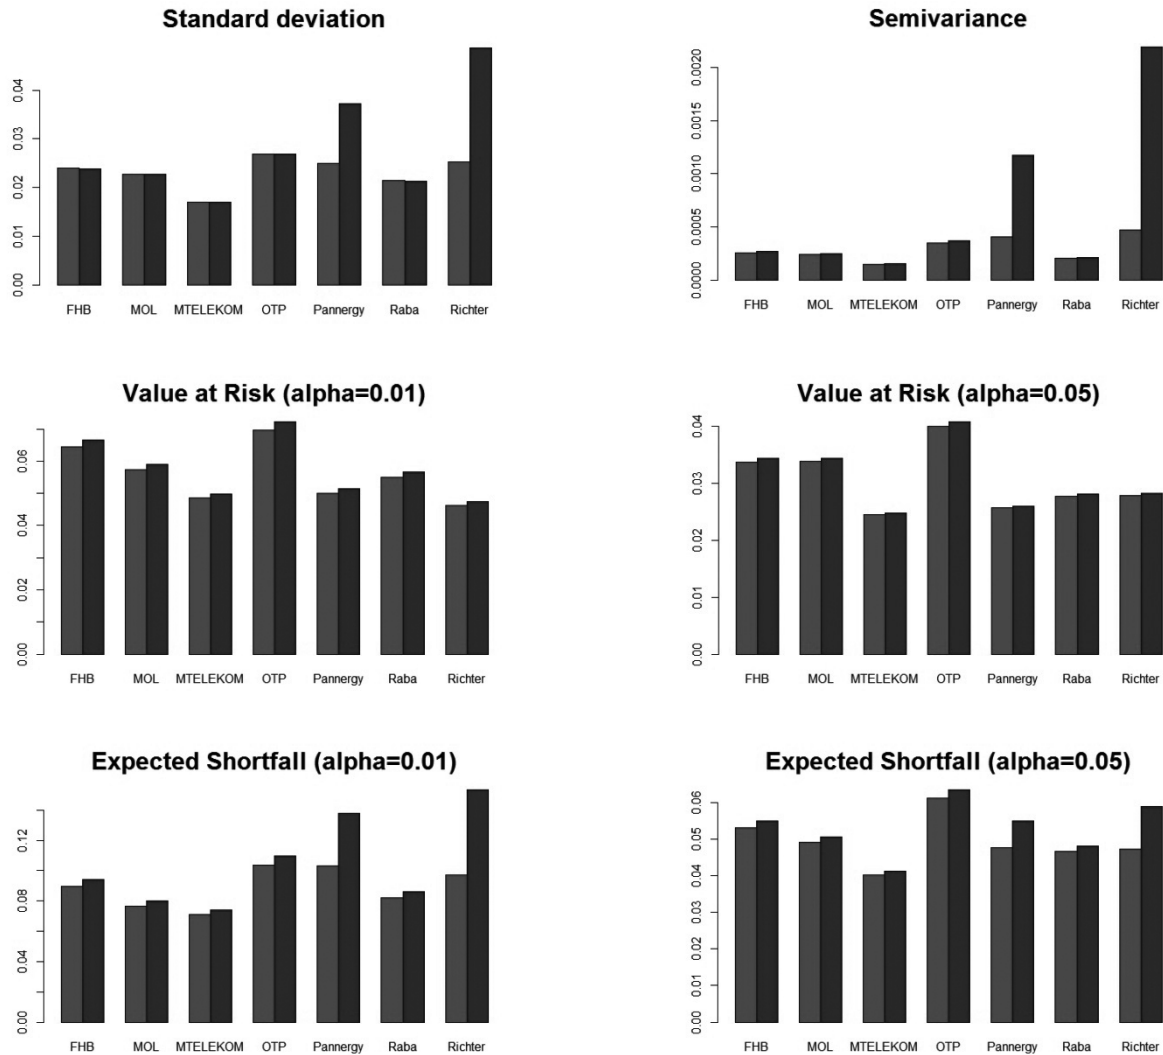 Standard deviation
0.04
0.03
0.02
0.01
0.00
FHB MOL MTELEKOM OTP Pannergy Raba Richter
Semivariance
0.0020
0.0015
0.0010
0.0005
0.0000
FHB MOL MTELEKOM OTP Pannergy Raba Richter
Value at Risk (alpha=0.01)
0.06
0.04
0.02
0.00
FHB MOL MTELEKOM OTP Pannergy Raba Richter
Value at Risk (alpha=0.05)
0.04
0.03
0.02
0.01
0.00
FHB MOL MTELEKOM OTP Pannergy Raba Richter
Expected Shortfall (alpha=0.01)
0.12
0.08
0.04
0.00
FHB MOL MTELEKOM OTP Pannergy Raba Richter
Expected Shortfall (alpha=0.05)
0.06
0.05
0.04
0.03
0.02
0.01
0.00
FHB MOL MTELEKOM OTP Pannergy Raba Richter